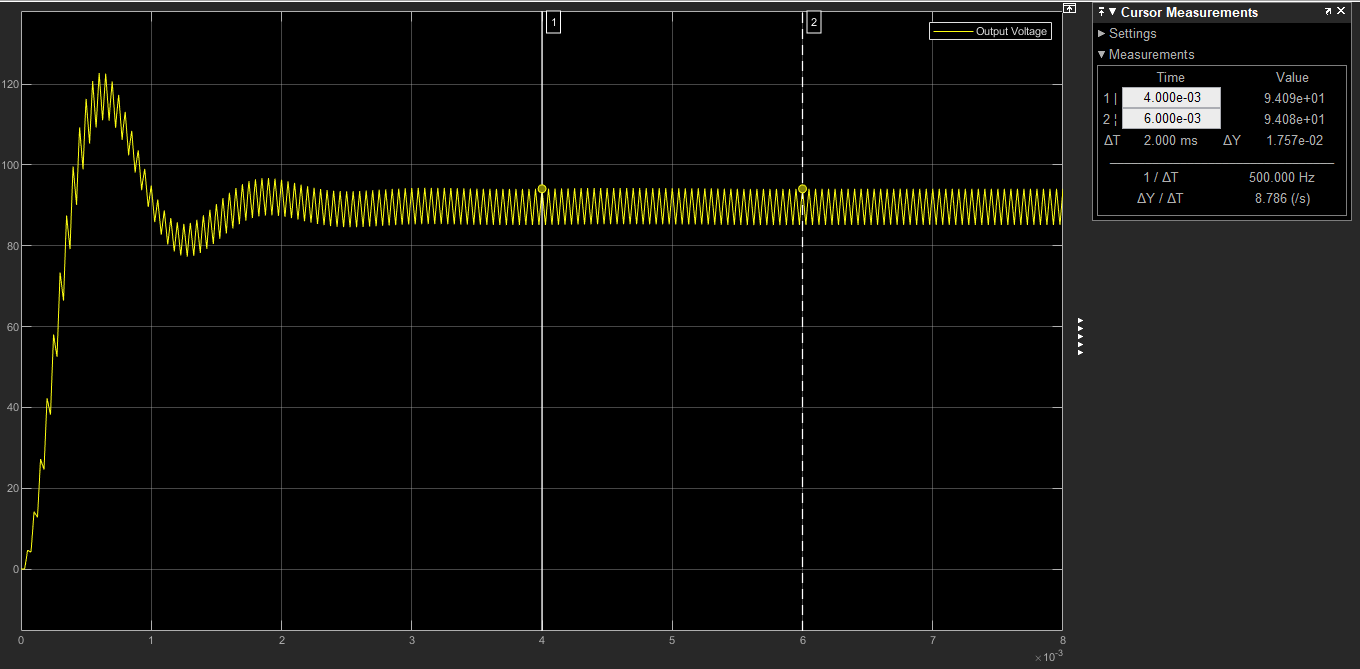 1
2
Output Voltage
120
100
80
60
40
20
0
0 1 2 3 4 5 6 7 8
×10-3
Cursor Measurements
Settings
Measurements
Time Value
1 | 4.000e-03 9.409e+01
2 ¦ 6.000e-03 9.408e+01
ΔT 2.000 ms ΔY 1.757e-02
1 / ΔT 500.000 Hz
ΔY / ΔT 8.786 (/s)